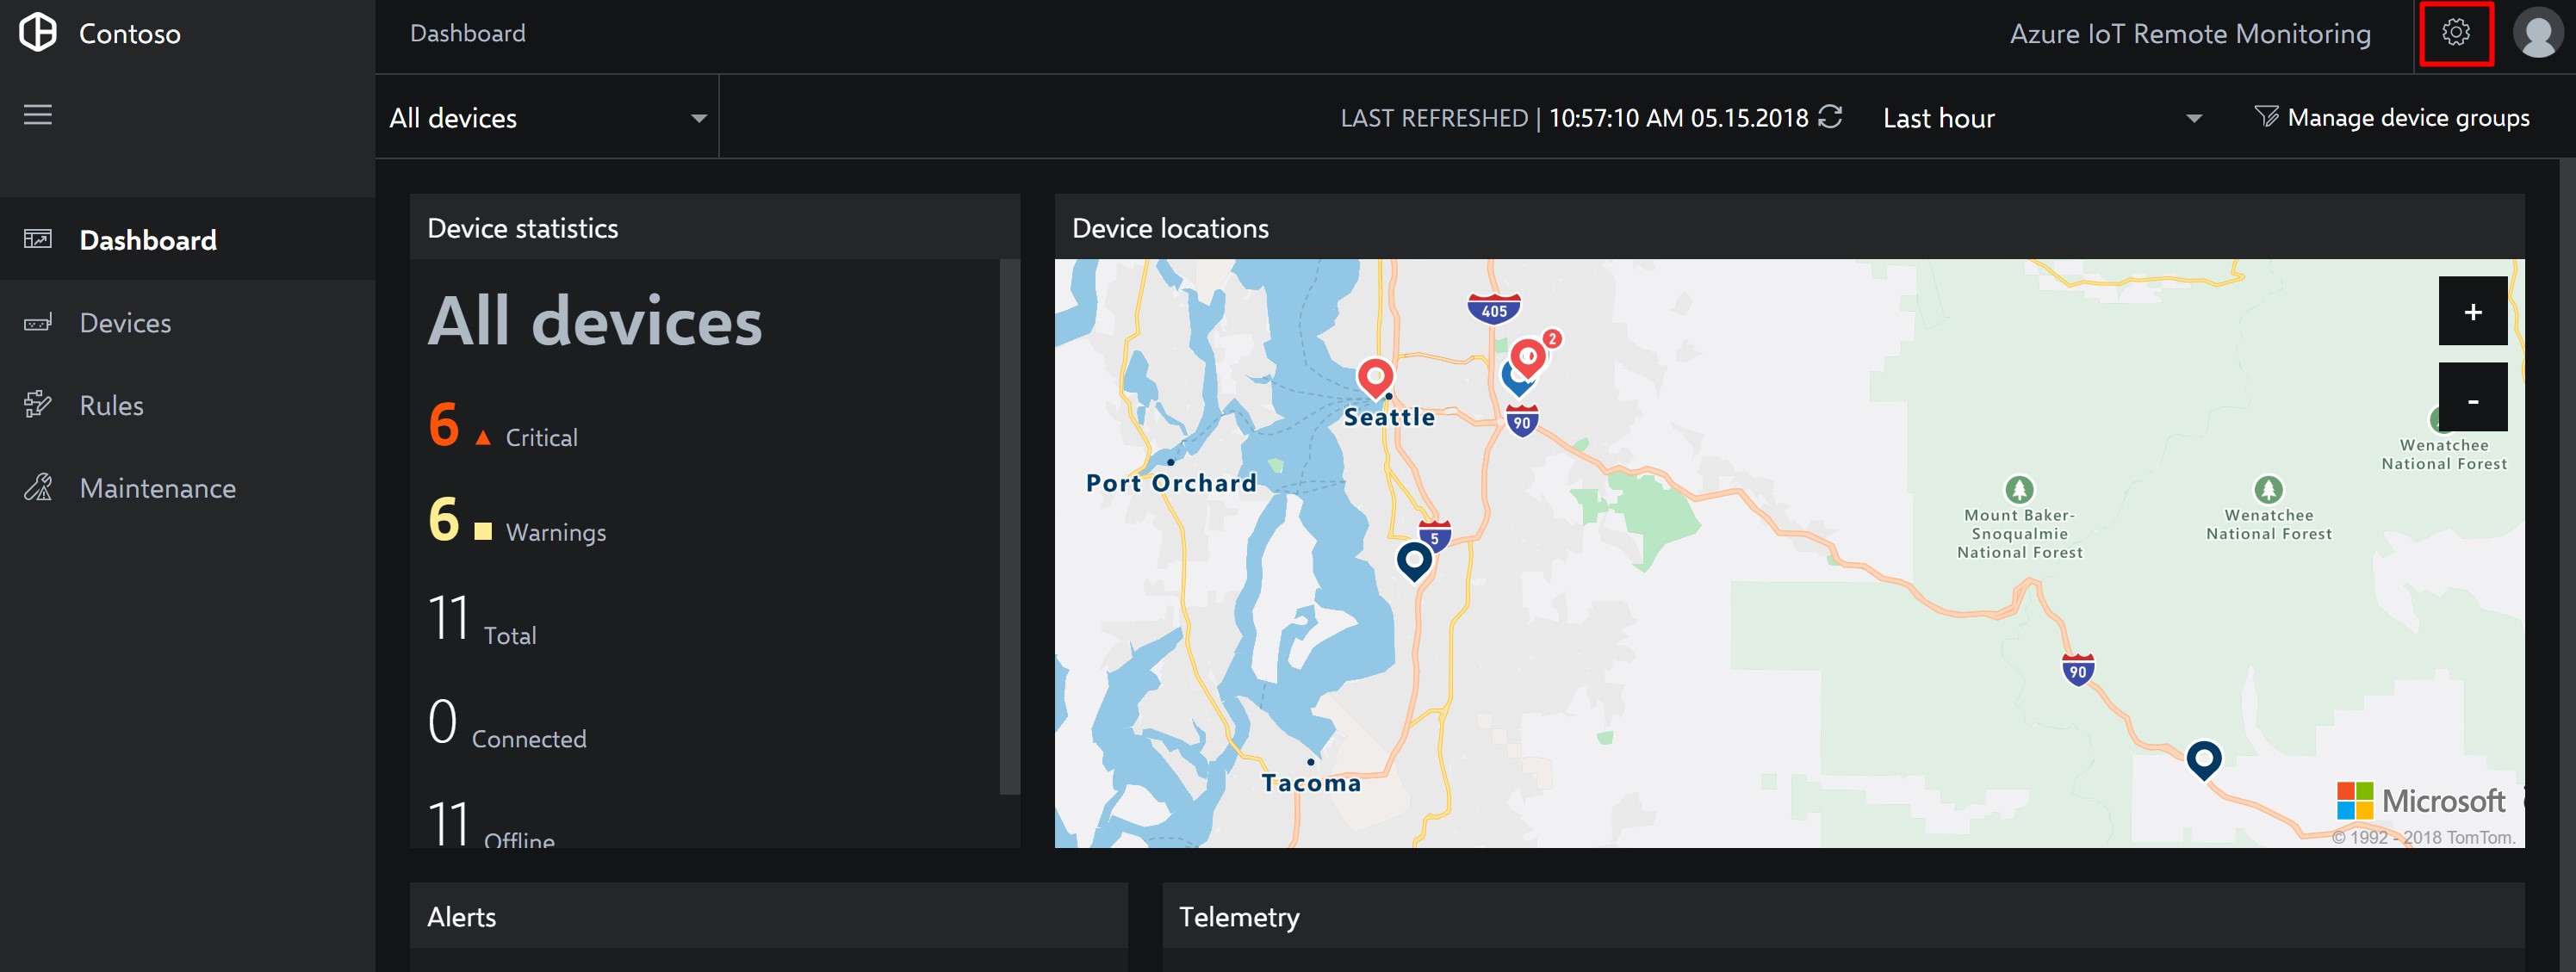 Contoso
Dashboard
Azure IoT Remote Monitoring
All devices
LAST REFRESHED | 10:57:10 AM 05.15.2018
Last hour
Manage device groups
Dashboard
Devices
Rules
Maintenance
Device statistics
All devices
6 Critical
6 Warnings
11 Total
0 Connected
11 Offline
Device locations
405
2
90
Seattle
Port Orchard
5
Tacoma
+
-
Wenatchee
National Forest
Mount Baker-
Snoqualmie
National Forest
Wenatchee
National Forest
90
Microsoft
© 1992 - 2018 TomTom.
Alerts
Telemetry